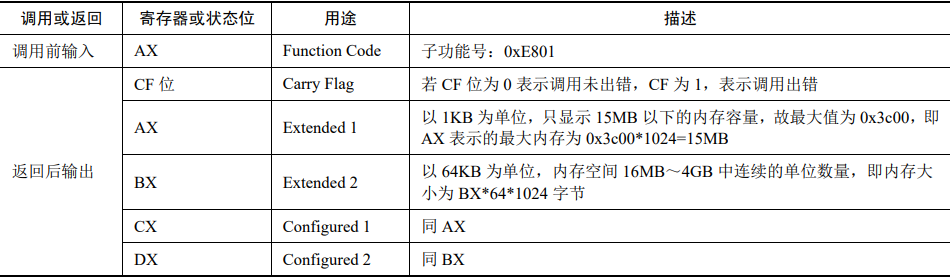 调用或返回 寄存器或状态位 用途 描述
调用前输入 AX Function Code 子功能号：0xE801
返回后输出 CF 位 Carry Flag 若 CF 位为 0 表示调用未出错，CF 为 1，表示调用出错
AX Extended 1 以 1KB 为单位，只显示 15MB 以下的内存容量，故最大值为 0x3c00，即
AX 表示的最大内存为 0x3c00*1024=15MB
BX Extended 2 以 64KB 为单位，内存空间 16MB～4GB 中连续的单位数量，即内存大
小为 BX*64*1024 字节
CX Configured 1 同 AX
DX Configured 2 同 BX